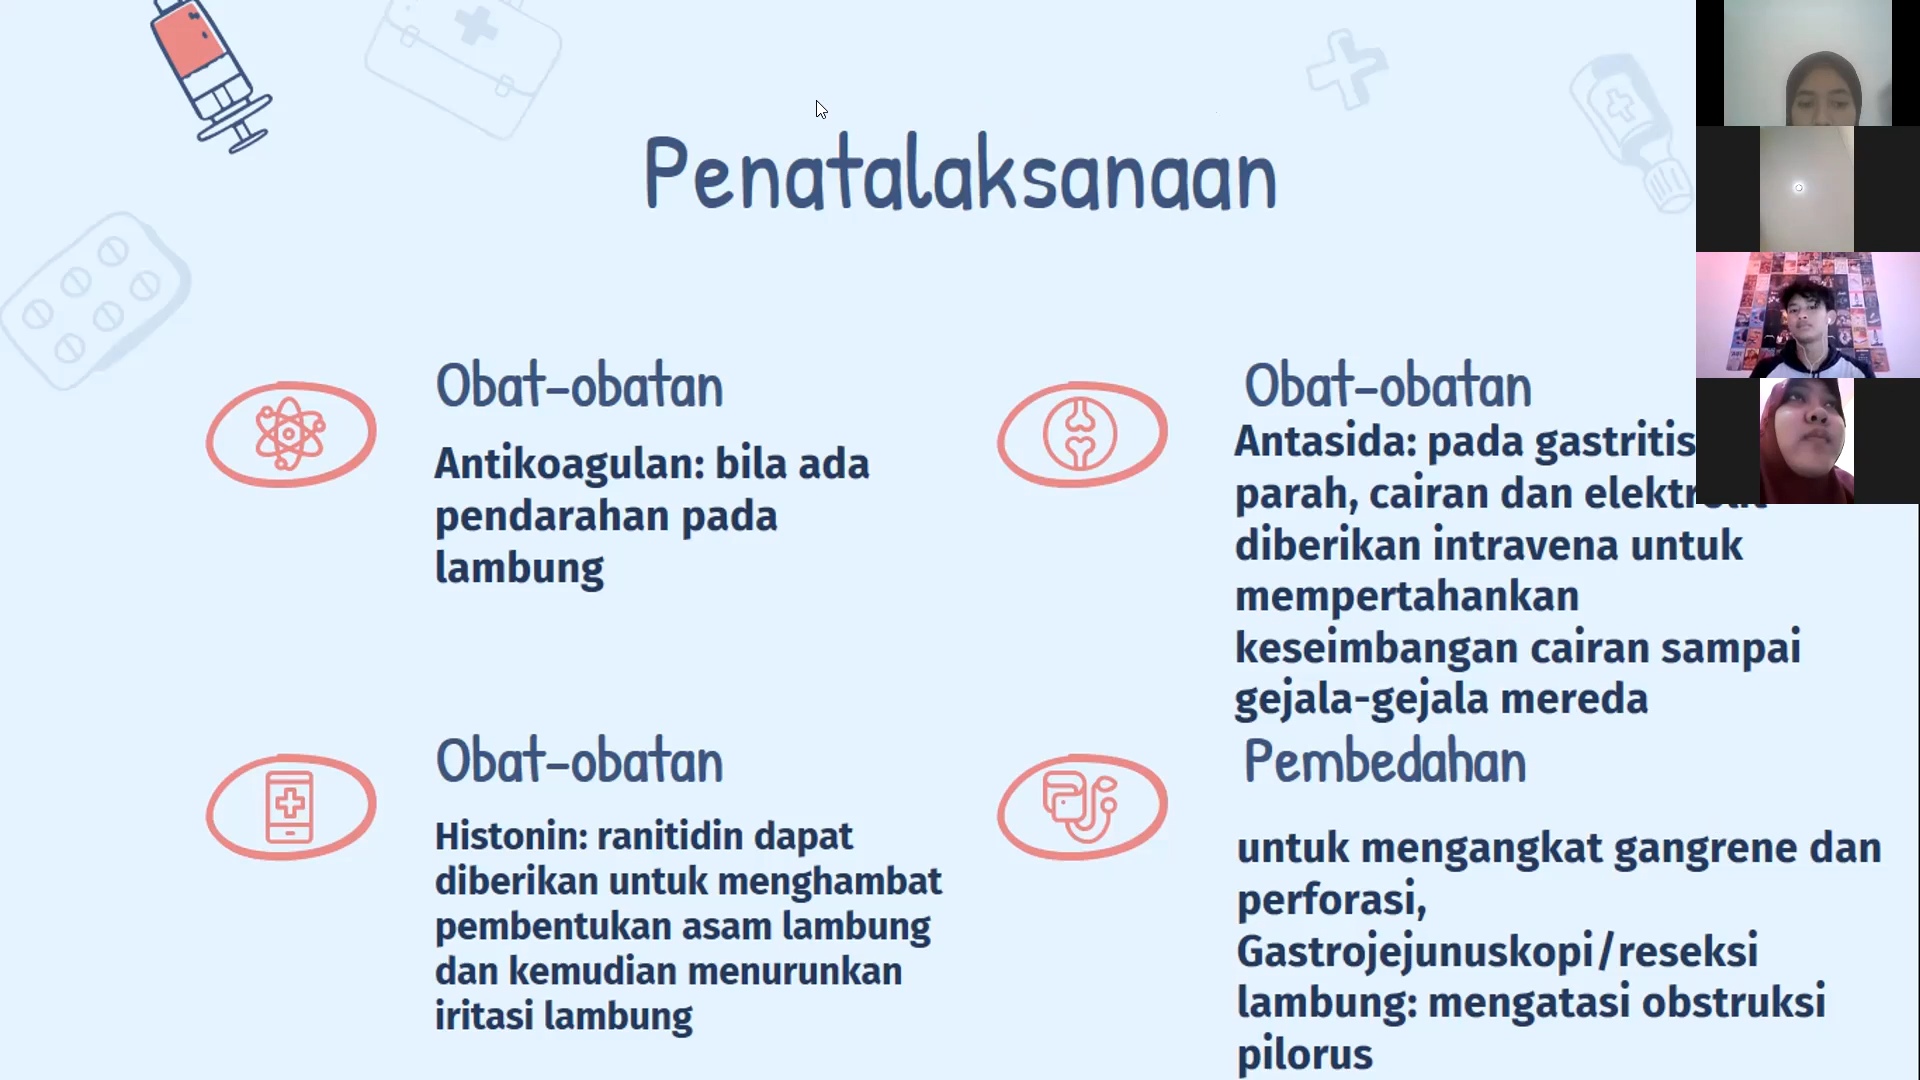 Penatalaksanaan
Obat-obatan
Antikoagulan: bila ada
pendarahan pada
lambung
Obat-obatan
Antasida: pada gastritis
parah, cairan dan elektrolit
diberikan intravena untuk
mempertahankan
keseimbangan cairan sampai
gejala-gejala mereda
Obat-obatan
Histonin: ranitidin dapat
diberikan untuk menghambat
pembentukan asam lambung
dan kemudian menurunkan
iritasi lambung
Pembedahan
untuk mengangkat gangrene dan
perforasi,
Gastrojejunuskopi/reseksi
lambung: mengatasi obstruksi
pilorus